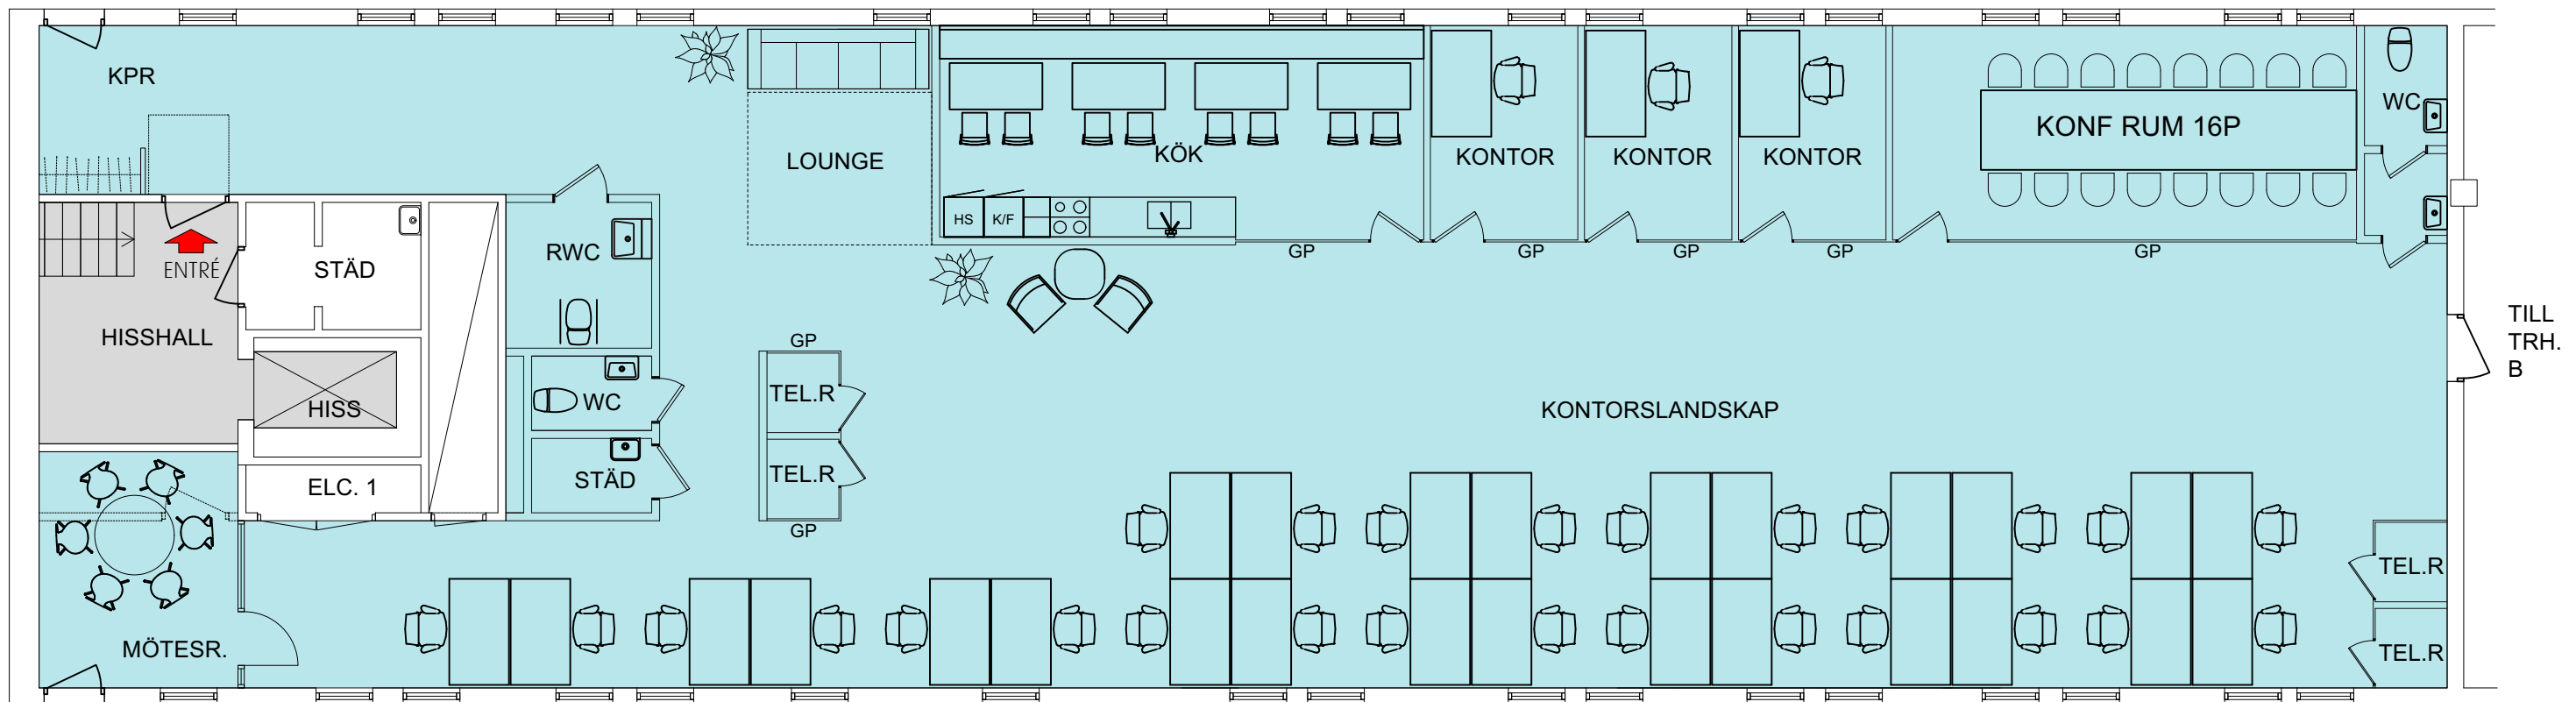 KPR
LOUNGE
KÖK
HS
K/F
KONTOR
KONTOR
KONTOR
KONF RUM 16P
WC
GP
GP
GP
GP
GP
ENTRÉ
STÄD
RWC
HISSHALL
HISS
WC
STÄD
ELC. 1
GP
TEL.R
TEL.R
GP
KONTORSLANDSKAP
TILL
TRH.
B
MÖTESR.
TEL.R
TEL.R